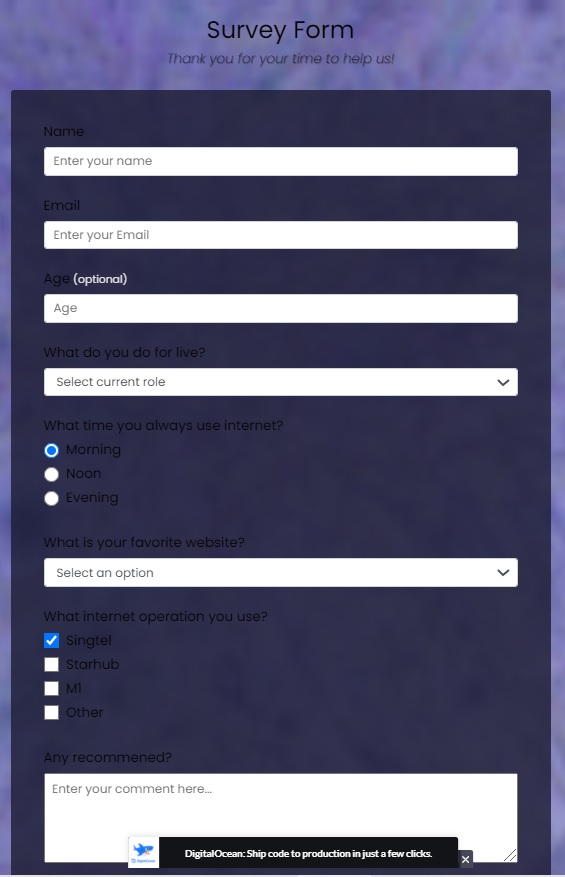 Survey Form
Thank you for your time to help us!
Name
Enter your name
Email
Enter your Email
Age (optional)
Age
What do you do for live?
Select current role
What time you always use internet?
Morning
Noon
Evening
What is your favorite website?
Select an option
What internet operation you use?
Singtel
Starhub
M1
Other
Any recommened?
Enter your comment here...
DigitalOcean: Ship code to production in just a few clicks.